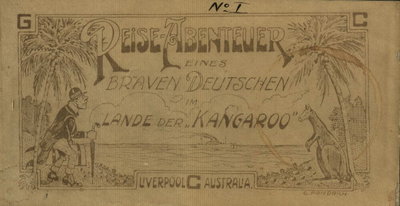 No I
G C
REISE-ABENTEUER
EINES
BRAVEN DEUTSCHEN
IM
„LANDE DER „KANGAROO"
LIVERPOOL G AUSTRALIA.